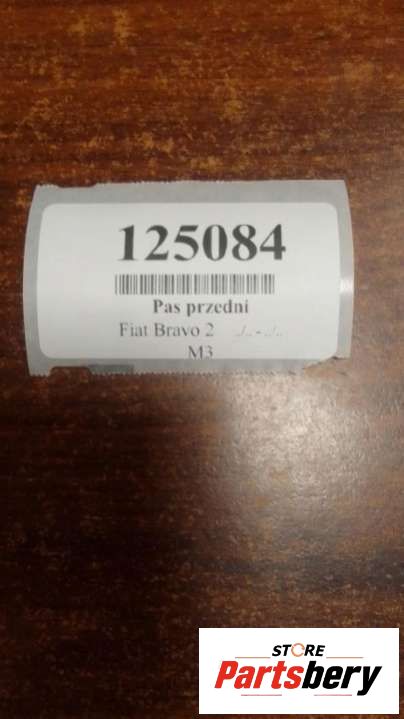 125084
Pas przedni
Fiat Bravo 2 ../.. - ../..
M3
STORE
Partsbery